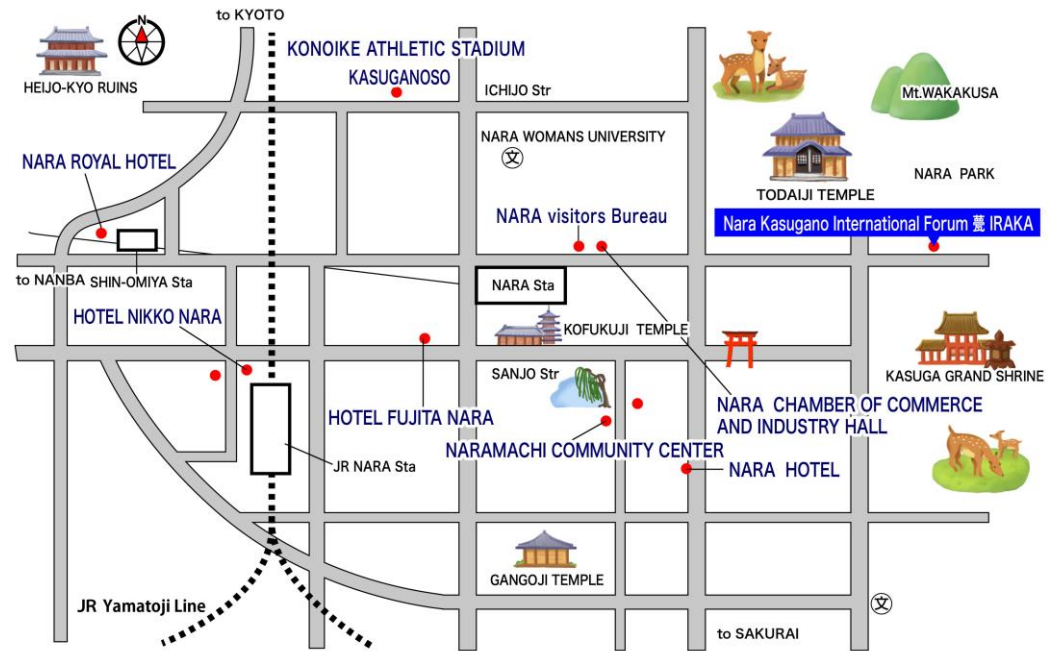 to KYOTO
N
KONOIKE ATHLETIC STADIUM
KASUGANOSO
HEIJO-KYO RUINS
ICHIJO Str
Mt.WAKAKUSA
NARA WOMANS UNIVERSITY
文
NARA ROYAL HOTEL
TODAIJI TEMPLE
NARA PARK
NARA visitors Bureau
Nara Kasugano International Forum 甍 IRAKA
to NANBA
SHIN-OMIYA Sta
NARA Sta
HOTEL NIKKO NARA
KOFUKUJI TEMPLE
SANJO Str
KASUGA GRAND SHRINE
HOTEL FUJITA NARA
NARA CHAMBER OF COMMERCE
AND INDUSTRY HALL
NARAMACHI COMMUNITY CENTER
JR NARA Sta
NARA HOTEL
GANGOJI TEMPLE
JR Yamatoji Line
文
to SAKURAI